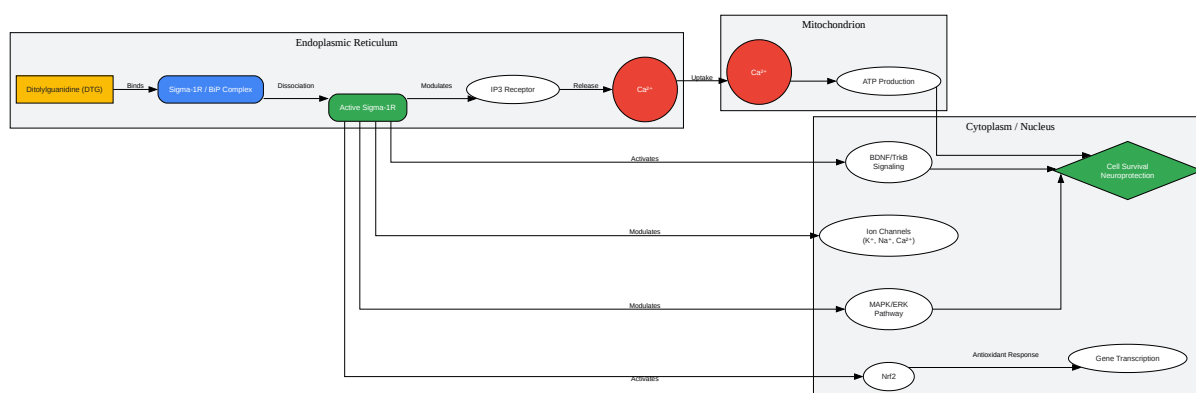 Endoplasmic Reticulum
Mitochondrion
Ditolylguanidine (DTG)
Binds
Sigma-1R / BiP Complex
Dissociation
Active Sigma-1R
Modulates
IP3 Receptor
Release
Ca²⁺
Uptake
Ca²⁺
ATP Production
Cytoplasm / Nucleus
Activates
BDNF/TrkB
Signaling
Cell Survival
Neuroprotection
Modulates
Ion Channels
(K⁺, Na⁺, Ca²⁺)
Modulates
MAPK/ERK
Pathway
Activates
Nrf2
Antioxidant Response
Gene Transcription